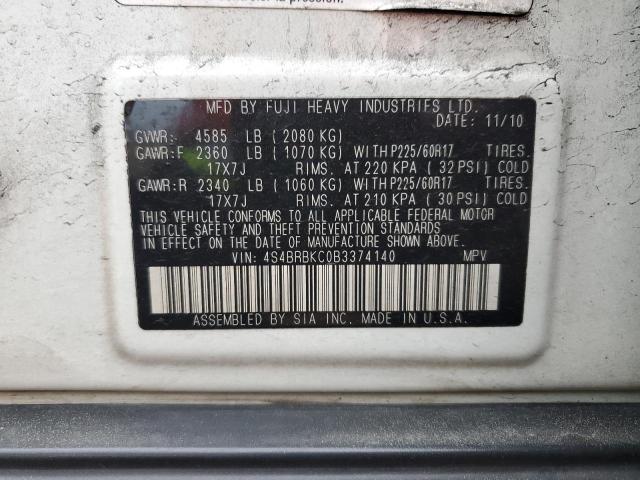 MFD BY FUJI HEAVY INDUSTRIES LTD.
DATE: 11/10
GVWR: 4585 LB (2080 KG)
GAWR:F 2360 LB (1070 KG) WITH P225/60R17 TIRES.
17X7J RIMS. AT 220 KPA (32 PSI) COLD
GAWR:R 2340 LB (1060 KG) WITH P225/60R17 TIRES.
17X7J RIMS. AT 210 KPA (30 PSI) COLD
THIS VEHICLE CONFORMS TO ALL APPLICABLE FEDERAL MOTOR
VEHICLE SAFETY AND THEFT PREVENTION STANDARDS
IN EFFECT ON THE DATE OF MANUFACTURE SHOWN ABOVE.
VIN: 4S4BRBKC0B3374140 MPV
ASSEMBLED BY SIA INC. MADE IN U.S.A.